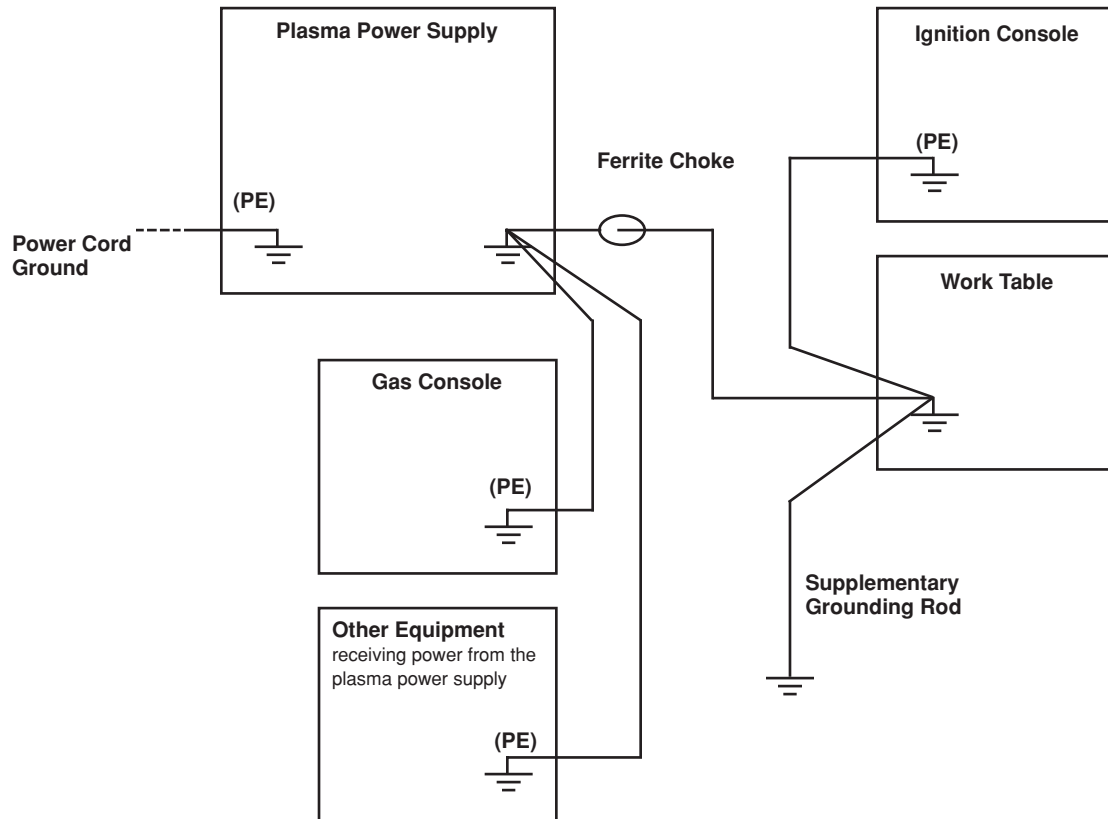 Plasma Power Supply
Ignition Console
(PE)
Ferrite Choke
(PE)
Power Cord
Ground
Work Table
Gas Console
(PE)
Supplementary
Grounding Rod
Other Equipment
receiving power from the
plasma power supply
(PE)